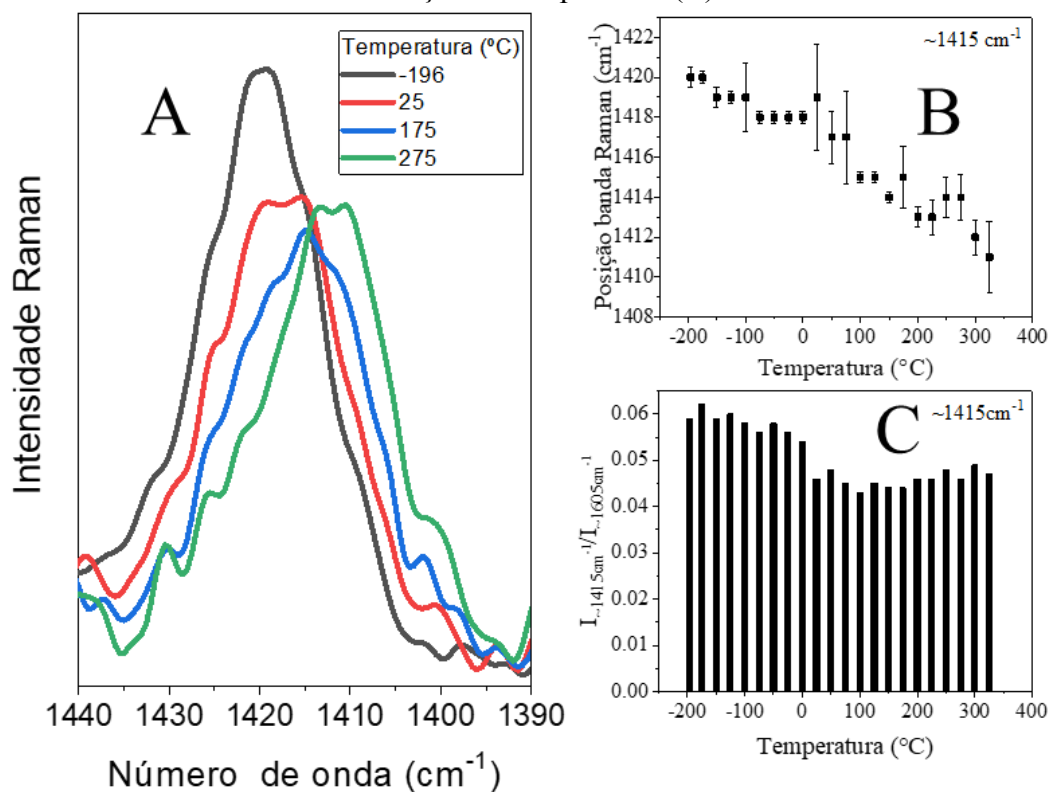 A
Temperatura (ºC)
-196
25
175
275
Intensidade Raman
1440 1430 1420 1410 1400 1390
Número de onda (cm⁻¹)
B
~1415 cm⁻¹
Posição banda Raman (cm⁻¹)
1422
1420
1418
1416
1414
1412
1410
1408
-200 -100 0 100 200 300 400
Temperatura (°C)
C
~1415cm⁻¹
I~1415cm⁻¹/I~1605cm⁻¹
0.06
0.05
0.04
0.03
0.02
0.01
0.00
-200 -100 0 100 200 300 400
Temperatura (°C)